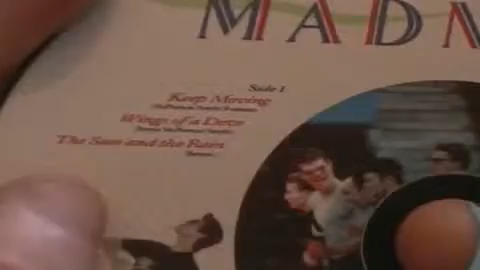 MADN
Side 1
Keep Moving
Wings of a Dove
The Sun and the Rain